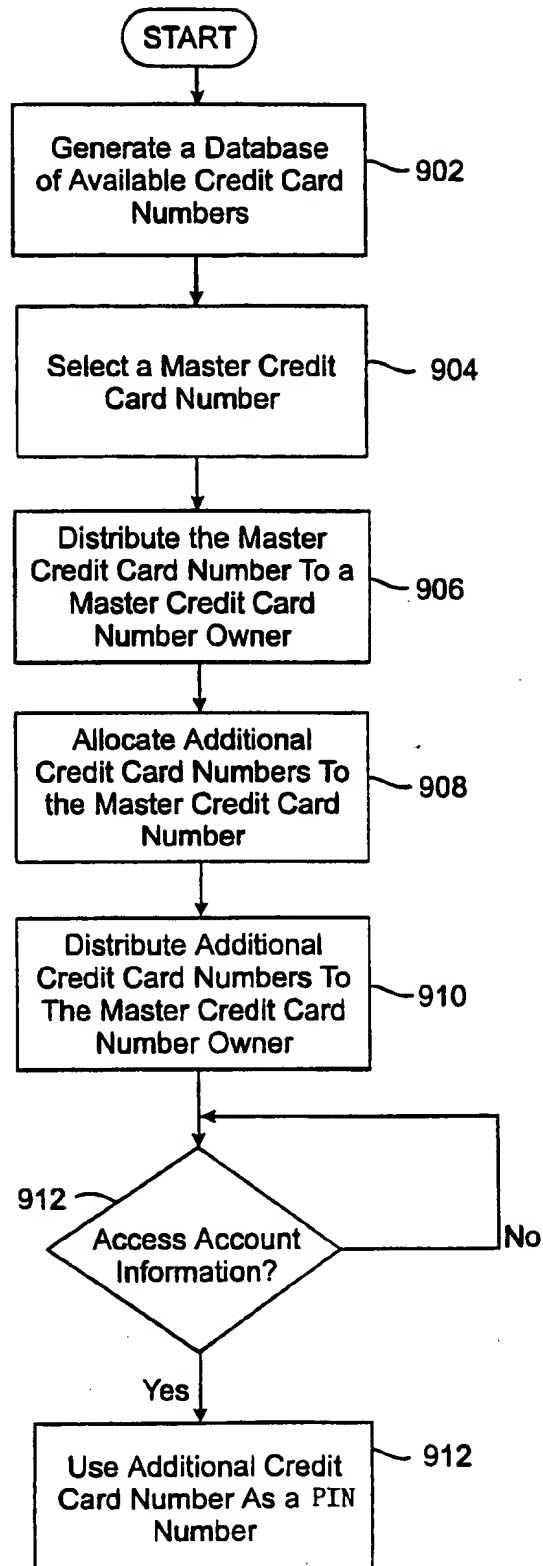 START
Generate a Database
of Available Credit Card
Numbers
902
Select a Master Credit
Card Number
904
Distribute the Master
Credit Card Number To a
Master Credit Card
Number Owner
906
Allocate Additional
Credit Card Numbers To
the Master Credit Card
Number
908
Distribute Additional
Credit Card Numbers To
The Master Credit Card
Number Owner
910
912
Access Account
Information?
No
Yes
Use Additional Credit
Card Number As a PIN
Number
912